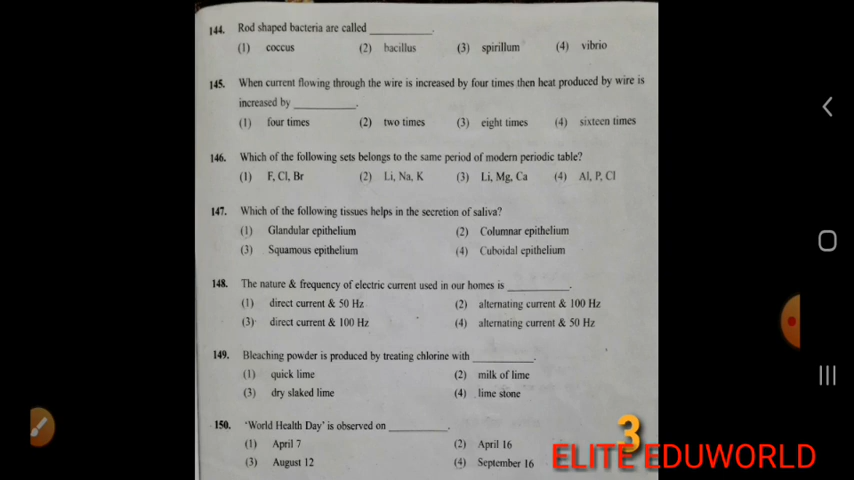 144. Rod shaped bacteria are called ________.
(1) coccus (2) bacillus (3) spirillum (4) vibrio
145. When current flowing through the wire is increased by four times then heat produced by wire is
increased by ________.
(1) four times (2) two times (3) eight times (4) sixteen times
146. Which of the following sets belongs to the same period of modern periodic table?
(1) F, Cl, Br (2) Li, Na, K (3) Li, Mg, Ca (4) Al, P, Cl
147. Which of the following tissues helps in the secretion of saliva?
(1) Glandular epithelium (2) Columnar epithelium
(3) Squamous epithelium (4) Cuboidal epithelium
148. The nature & frequency of electric current used in our homes is ________.
(1) direct current & 50 Hz (2) alternating current & 100 Hz
(3) direct current & 100 Hz (4) alternating current & 50 Hz
149. Bleaching powder is produced by treating chlorine with ________.
(1) quick lime (2) milk of lime
(3) dry slaked lime (4) lime stone
150. 'World Health Day' is observed on ________.
(1) April 7 (2) April 16
(3) August 12 (4) September 16
3
ELITE EDUWORLD